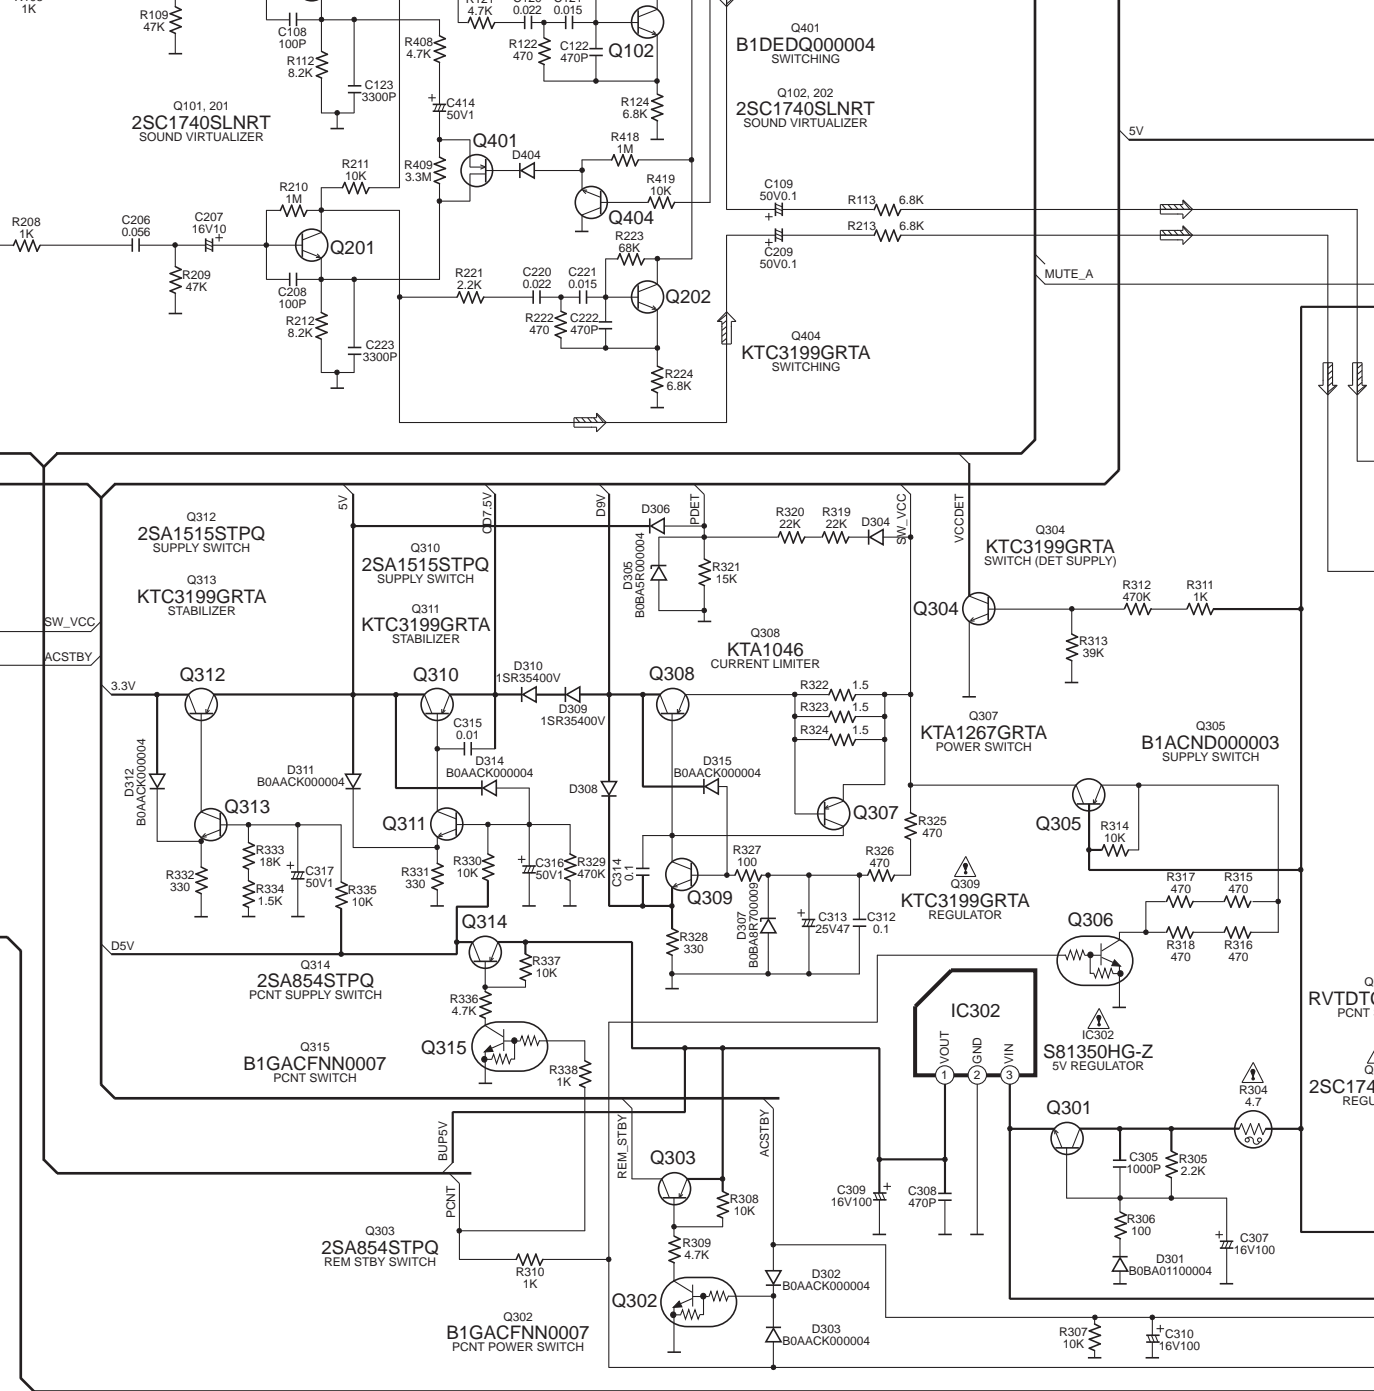 1K
R109
47K
C108
100P
R112
8.2K
C123
3300P
R408
4.7K
C414
50V1
+
4.7K
0.022
0.015
R122
470
C122
470P
Q102
R124
6.8K
Q401
B1DEDQ000004
SWITCHING
Q102, 202
2SC1740SLNRT
SOUND VIRTUALIZER
Q101, 201
2SC1740SLNRT
SOUND VIRTUALIZER
5V
Q401
D404
R418
1M
R409
3.3M
R211
10K
R210
1M
R419
10K
Q404
C109
50V0.1
+
R113
6.8K
R208
1K
C206
0.056
C207
16V10
+
Q201
R223
68K
R213
6.8K
+
C209
50V0.1
R209
47K
C208
100P
R221
2.2K
C220
0.022
C221
0.015
Q202
MUTE_A
R212
8.2K
R222
470
C222
470P
C223
3300P
R224
6.8K
Q404
KTC3199GRTA
SWITCHING
5V
CD7.5V
D9V
PDET
SW_VCC
VCCDET
Q312
2SA1515STPQ
SUPPLY SWITCH
D306
R320
22K
R319
22K
D304
Q310
2SA1515STPQ
SUPPLY SWITCH
D305
B0BA5R000004
R321
15K
Q304
KTC3199GRTA
SWITCH (DET SUPPLY)
Q313
KTC3199GRTA
STABILIZER
Q304
R312
470K
R311
1K
SW_VCC
Q311
KTC3199GRTA
STABILIZER
Q308
KTA1046
CURRENT LIMITER
R313
39K
ACSTBY
3.3V
Q312
Q310
D310
1SR35400V
D309
1SR35400V
Q308
R322
1.5
R323
1.5
R324
1.5
Q307
KTA1267GRTA
POWER SWITCH
Q305
B1ACND000003
SUPPLY SWITCH
C315
0.01
D312
B0AACK000004
D311
B0AACK000004
D314
B0AACK000004
D308
D315
B0AACK000004
Q313
Q311
Q307
R325
470
Q305
R314
10K
R333
18K
R334
1.5K
R332
330
C317
50V1
+
R335
10K
R331
330
R330
10K
C316
50V1
+
R329
470K
C314
0.1
Q309
R327
100
R326
470
Q309
KTC3199GRTA
REGULATOR
R317
470
R315
470
D307
B0BA8R700009
C313
25V47
+
C312
0.1
R328
330
Q306
R318
470
R316
470
D5V
Q314
Q314
2SA854STPQ
PCNT SUPPLY SWITCH
R337
10K
R336
4.7K
Q315
B1GACFNN0007
PCNT SWITCH
Q315
R338
1K
IC302
VOUT
GND
VIN
1
2
3
IC302
S81350HG-Z
5V REGULATOR
RVTDT
PCNT
2SC174
REGU
R304
4.7
BUP5V
REM_STBY
ACSTBY
Q301
C305
1000P
R305
2.2K
PCNT
Q303
R308
10K
C309
16V100
+
C308
470P
R306
100
C307
16V100
+
D301
B0BA01100004
Q303
2SA854STPQ
REM STBY SWITCH
R309
4.7K
R310
1K
D302
B0AACK000004
Q302
D303
B0AACK000004
Q302
B1GACFNN0007
PCNT POWER SWITCH
R307
10K
C310
16V100
+